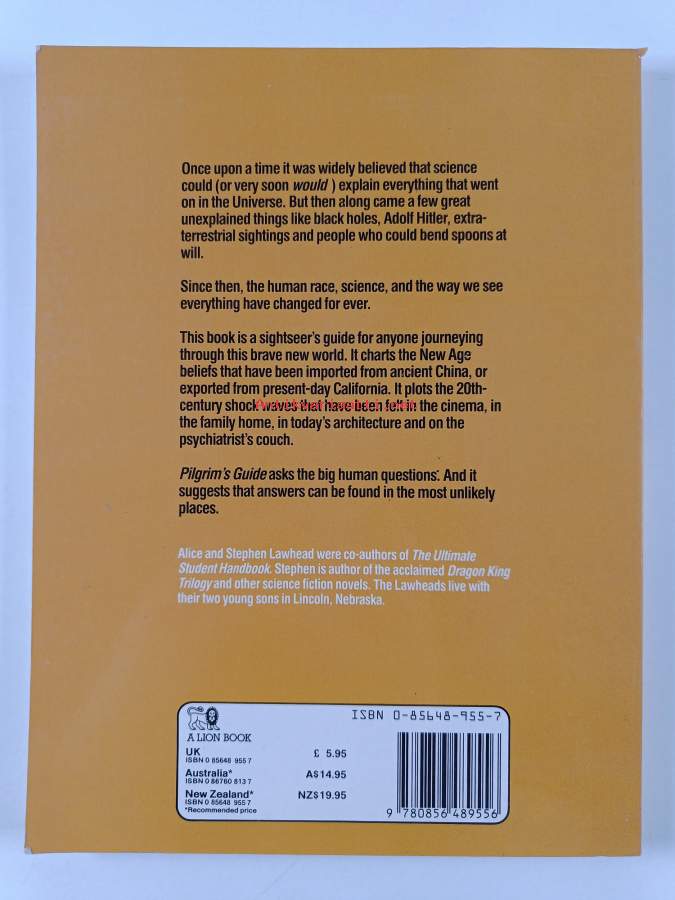 Once upon a time it was widely believed that science
could (or very soon would ) explain everything that went
on in the Universe. But then along came a few great
unexplained things like black holes, Adolf Hitler, extra-
terrestrial sightings and people who could bend spoons at
will.
Since then, the human race, science, and the way we see
everything have changed for ever.
This book is a sightseer's guide for anyone journeying
through this brave new world. It charts the New Age
beliefs that have been imported from ancient China, or
exported from present-day California. It plots the 20th-
century shock waves that have been felt in the cinema, in
the family home, in today's architecture and on the
psychiatrist's couch.
Pilgrim's Guide asks the big human questions. And it
suggests that answers can be found in the most unlikely
places.
Alice and Stephen Lawhead were co-authors of The Ultimate
Student Handbook. Stephen is author of the acclaimed Dragon King
Trilogy and other science fiction novels. The Lawheads live with
their two young sons in Lincoln, Nebraska.
A LION BOOK
UK £ 5.95
ISBN 0 85648 955 7
Australia* A$14.95
ISBN 0 86760 813 7
New Zealand* NZ$19.95
ISBN 0 85648 955 7
*Recommended price
ISBN 0-85648-955-7
9 780856 489556